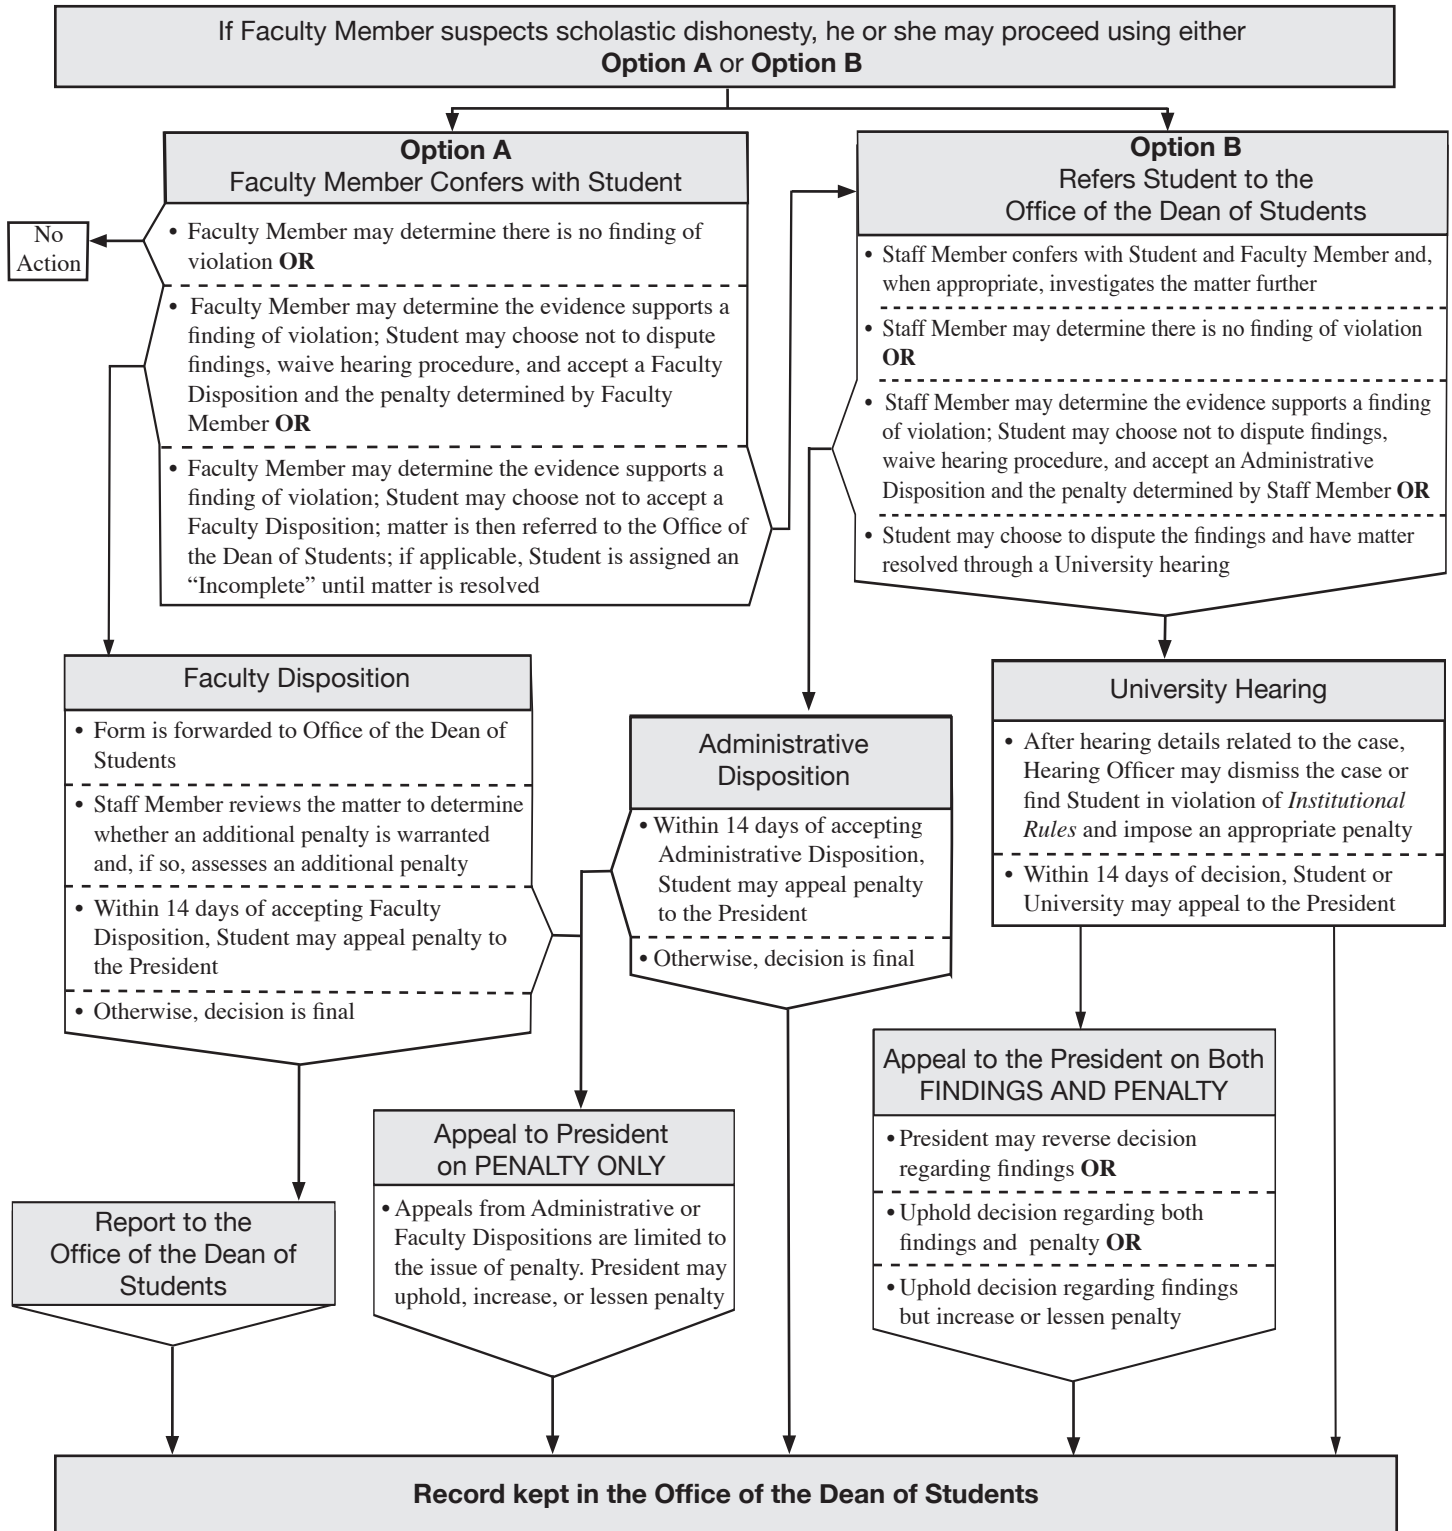 If Faculty Member suspects scholastic dishonesty, he or she may proceed using either
Option A or Option B
Option A
Faculty Member Confers with Student
No
Action
• Faculty Member may determine there is no finding of
violation OR
• Faculty Member may determine the evidence supports a
finding of violation; Student may choose not to dispute
findings, waive hearing procedure, and accept a Faculty
Disposition and the penalty determined by Faculty
Member OR
• Faculty Member may determine the evidence supports a
finding of violation; Student may choose not to accept a
Faculty Disposition; matter is then referred to the Office of
the Dean of Students; if applicable, Student is assigned an
“Incomplete” until matter is resolved
Option B
Refers Student to the
Office of the Dean of Students
• Staff Member confers with Student and Faculty Member and,
when appropriate, investigates the matter further
• Staff Member may determine there is no finding of violation
OR
• Staff Member may determine the evidence supports a finding
of violation; Student may choose not to dispute findings,
waive hearing procedure, and accept an Administrative
Disposition and the penalty determined by Staff Member OR
• Student may choose to dispute the findings and have matter
resolved through a University hearing
Faculty Disposition
• Form is forwarded to Office of the Dean of
Students
• Staff Member reviews the matter to determine
whether an additional penalty is warranted
and, if so, assesses an additional penalty
• Within 14 days of accepting Faculty
Disposition, Student may appeal penalty to
the President
• Otherwise, decision is final
Administrative
Disposition
• Within 14 days of accepting
Administrative Disposition,
Student may appeal penalty
to the President
• Otherwise, decision is final
University Hearing
• After hearing details related to the case,
Hearing Officer may dismiss the case or
find Student in violation of Institutional
Rules and impose an appropriate penalty
• Within 14 days of decision, Student or
University may appeal to the President
Report to the
Office of the Dean of
Students
Appeal to President
on PENALTY ONLY
• Appeals from Administrative or
Faculty Dispositions are limited to
the issue of penalty. President may
uphold, increase, or lessen penalty
Appeal to the President on Both
FINDINGS AND PENALTY
• President may reverse decision
regarding findings OR
• Uphold decision regarding both
findings and penalty OR
• Uphold decision regarding findings
but increase or lessen penalty
Record kept in the Office of the Dean of Students